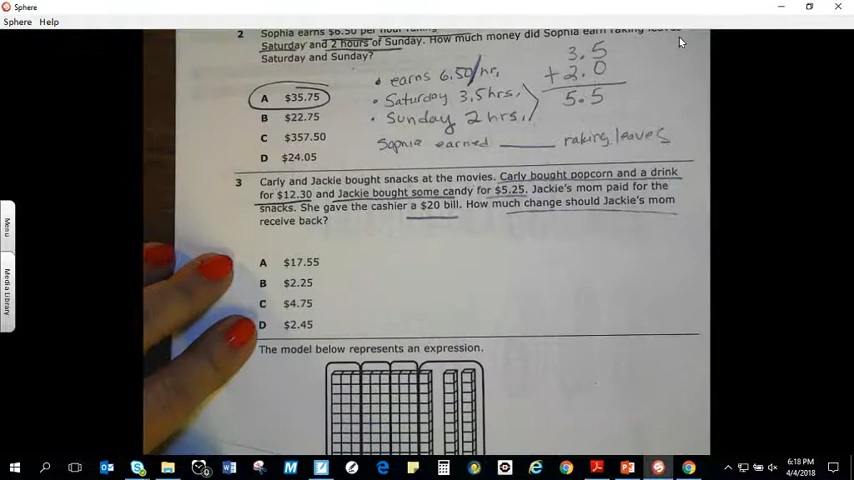 Sphere
Sphere Help
2 Sophia earns $6.50 per hour raking
Saturday and 2 hours of Sunday. How much money did Sophia earn raking leaves
Saturday and Sunday?
3.5
+ 2.0
5.5
• earns 6.50/hr,
• Saturday 3.5hrs,
• Sunday 2 hrs,
Sophia earned ______ raking leaves
A $35.75
B $22.75
C $357.50
D $24.05
3 Carly and Jackie bought snacks at the movies. Carly bought popcorn and a drink
for $12.30 and Jackie bought some candy for $5.25. Jackie's mom paid for the
snacks. She gave the cashier a $20 bill. How much change should Jackie's mom
receive back?
A $17.55
B $2.25
C $4.75
D $2.45
The model below represents an expression.
Menu
Media Library
6:18 PM
4/4/2018